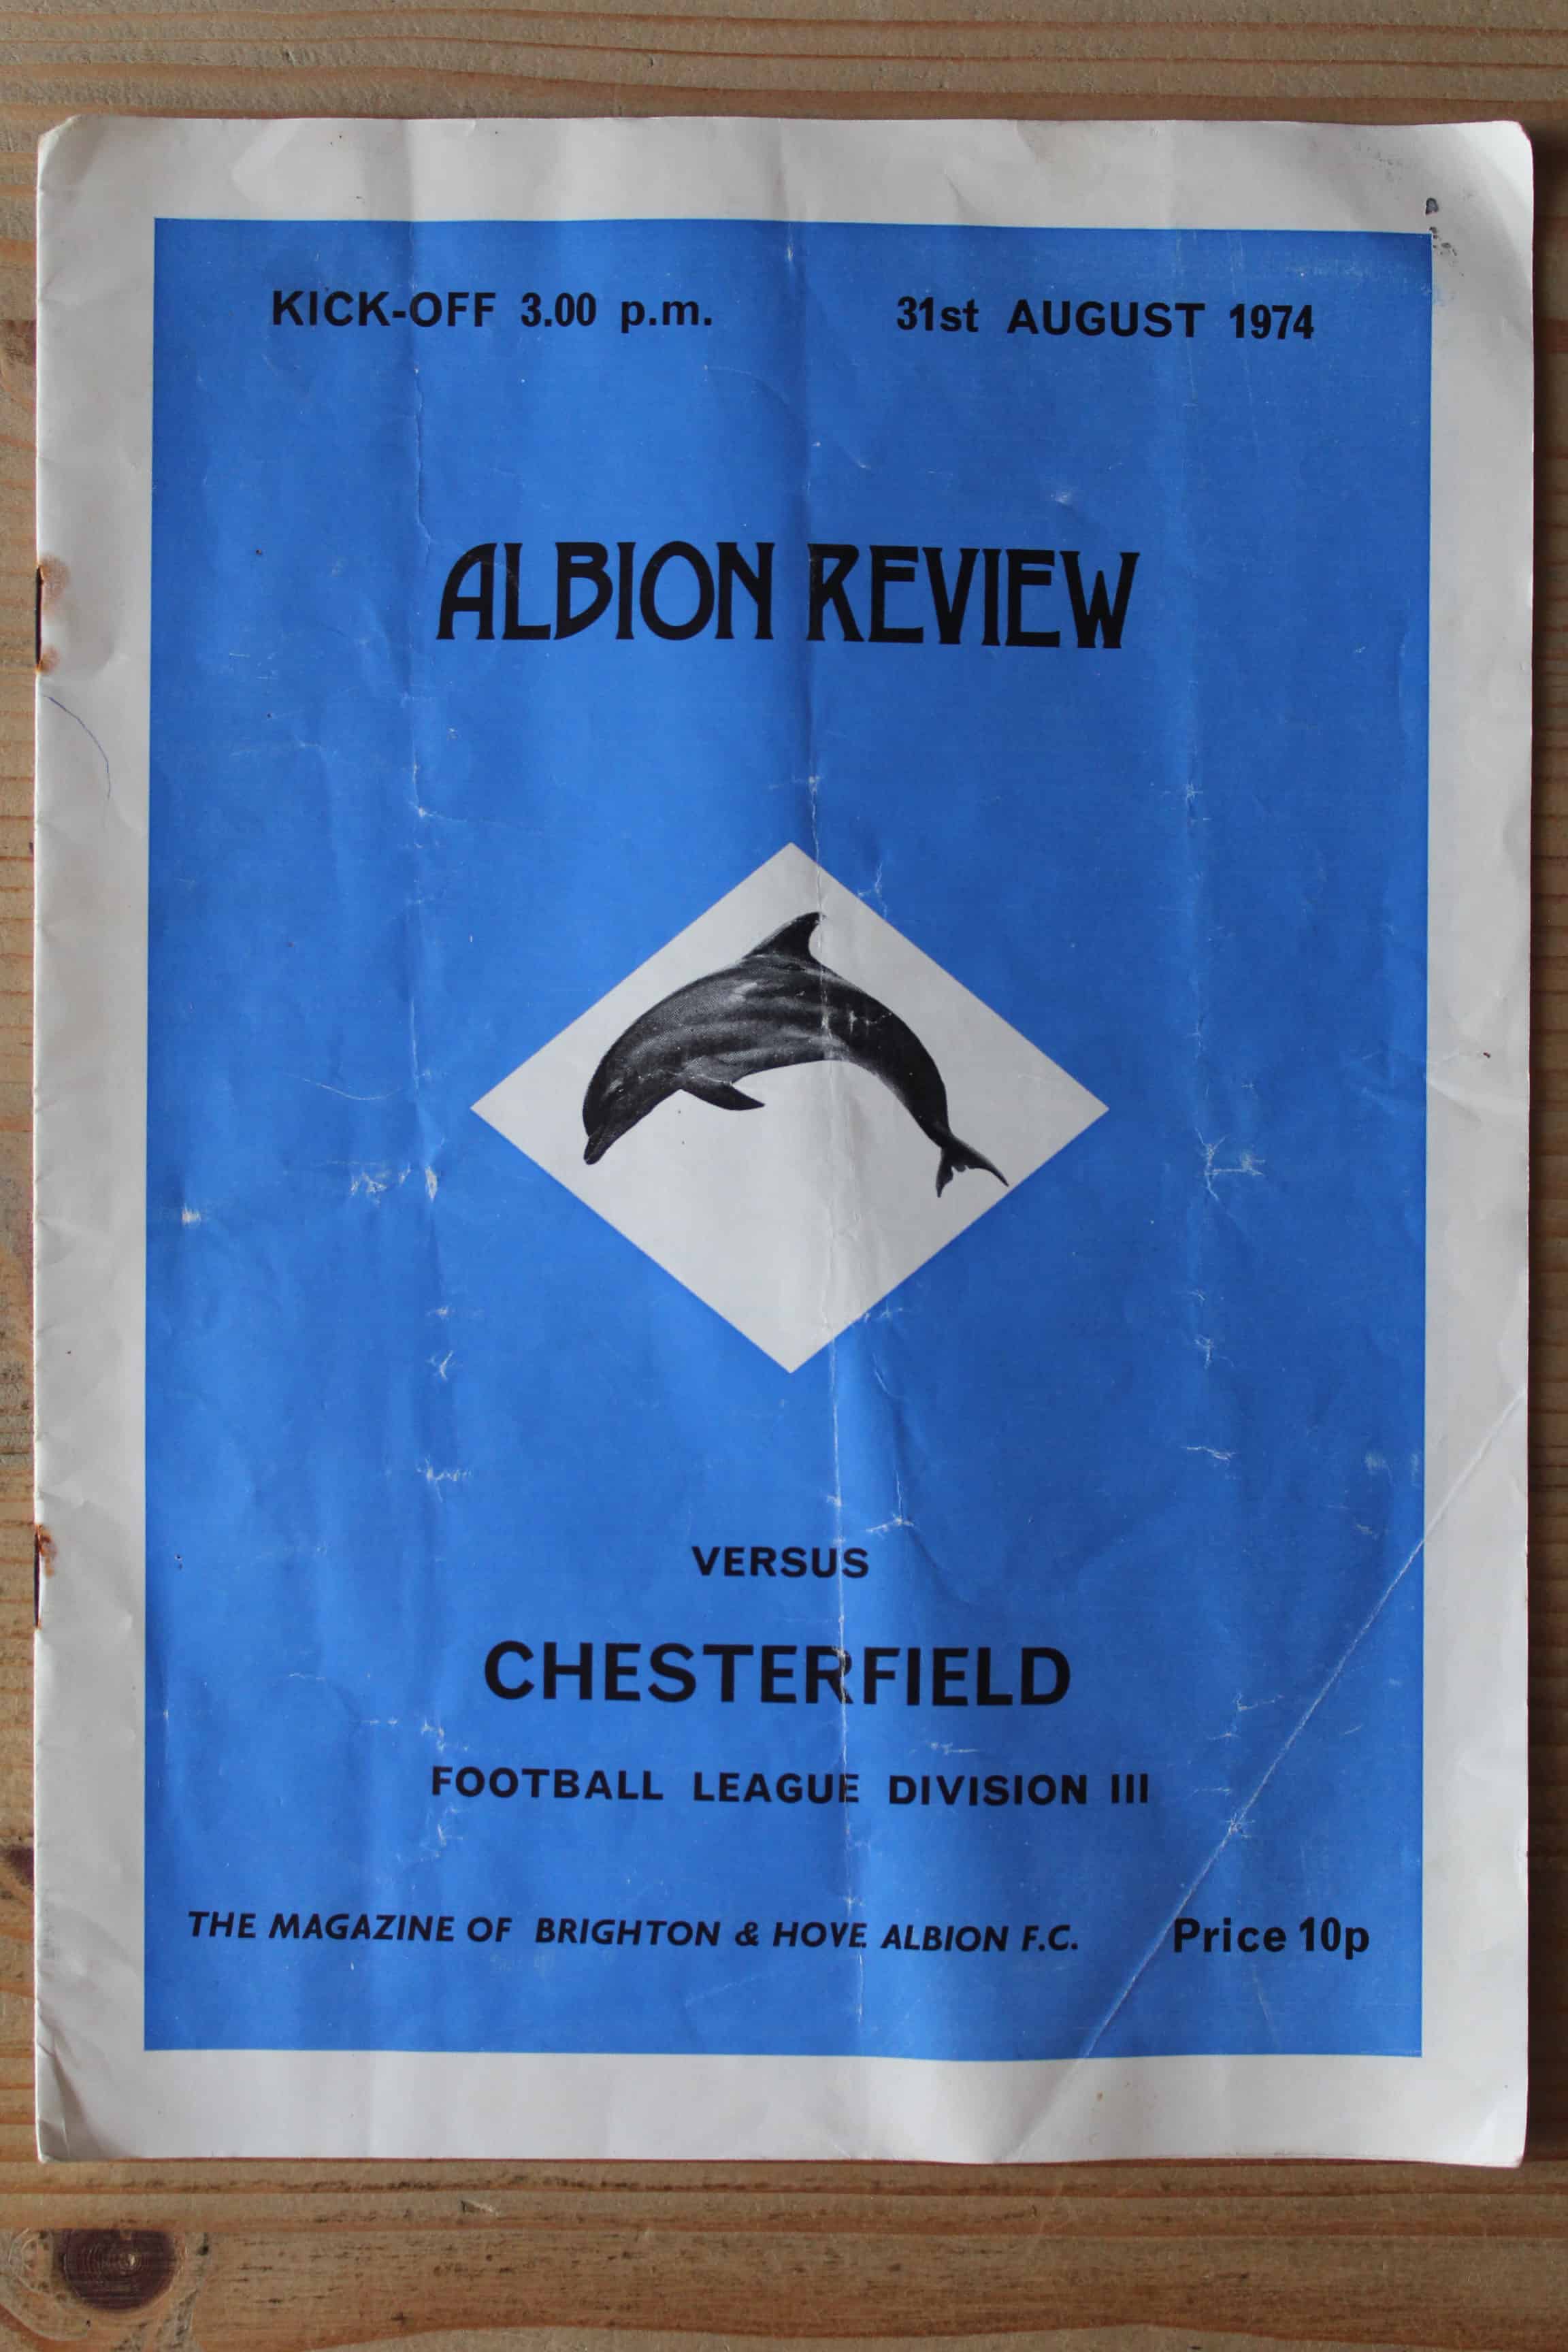 KICK-OFF 3.00 p.m. 31st AUGUST 1974
ALBION REVIEW
VERSUS
CHESTERFIELD
FOOTBALL LEAGUE DIVISION III
THE MAGAZINE OF BRIGHTON & HOVE ALBION F.C. Price 10p